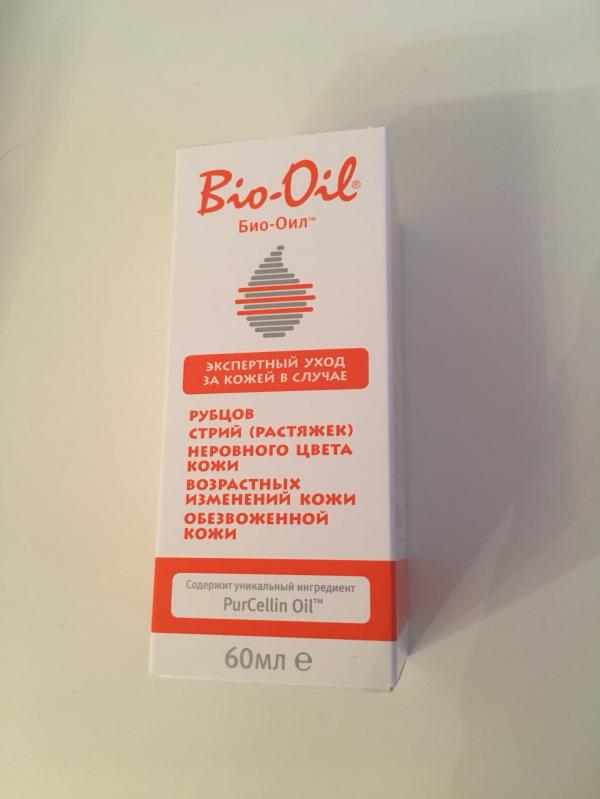 Bio-Oil®
Био-Оил™
ЭКСПЕРТНЫЙ УХОД
ЗА КОЖЕЙ В СЛУЧАЕ
РУБЦОВ
СТРИЙ (РАСТЯЖЕК)
НЕРОВНОГО ЦВЕТА
КОЖИ
ВОЗРАСТНЫХ
ИЗМЕНЕНИЙ КОЖИ
ОБЕЗВОЖЕННОЙ
КОЖИ
Содержит уникальный ингредиент
PurCellin Oil™
60мл ℮